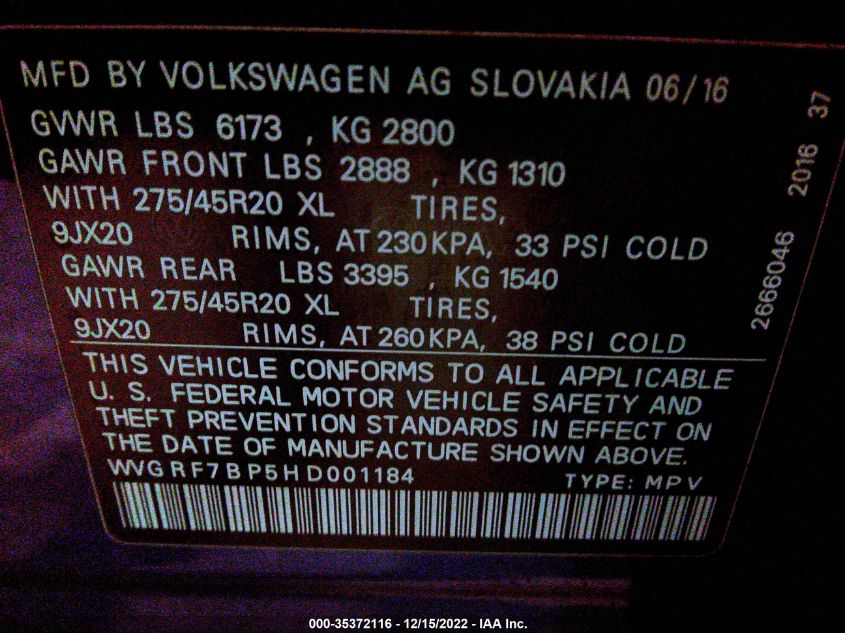 MFD BY VOLKSWAGEN AG SLOVAKIA 06/16
GVWR LBS 6173 , KG 2800
GAWR FRONT LBS 2888 , KG 1310
WITH 275/45R20 XL TIRES,
9JX20 RIMS, AT 230 KPA, 33 PSI COLD
GAWR REAR LBS 3395 , KG 1540
WITH 275/45R20 XL TIRES,
9JX20 RIMS, AT 260 KPA, 38 PSI COLD
THIS VEHICLE CONFORMS TO ALL APPLICABLE
U. S. FEDERAL MOTOR VEHICLE SAFETY AND
THEFT PREVENTION STANDARDS IN EFFECT ON
THE DATE OF MANUFACTURE SHOWN ABOVE.
WVGRF7BP5HD001184 TYPE: MPV
2666046 2016 37
000-35372116 - 12/15/2022 - IAA Inc.